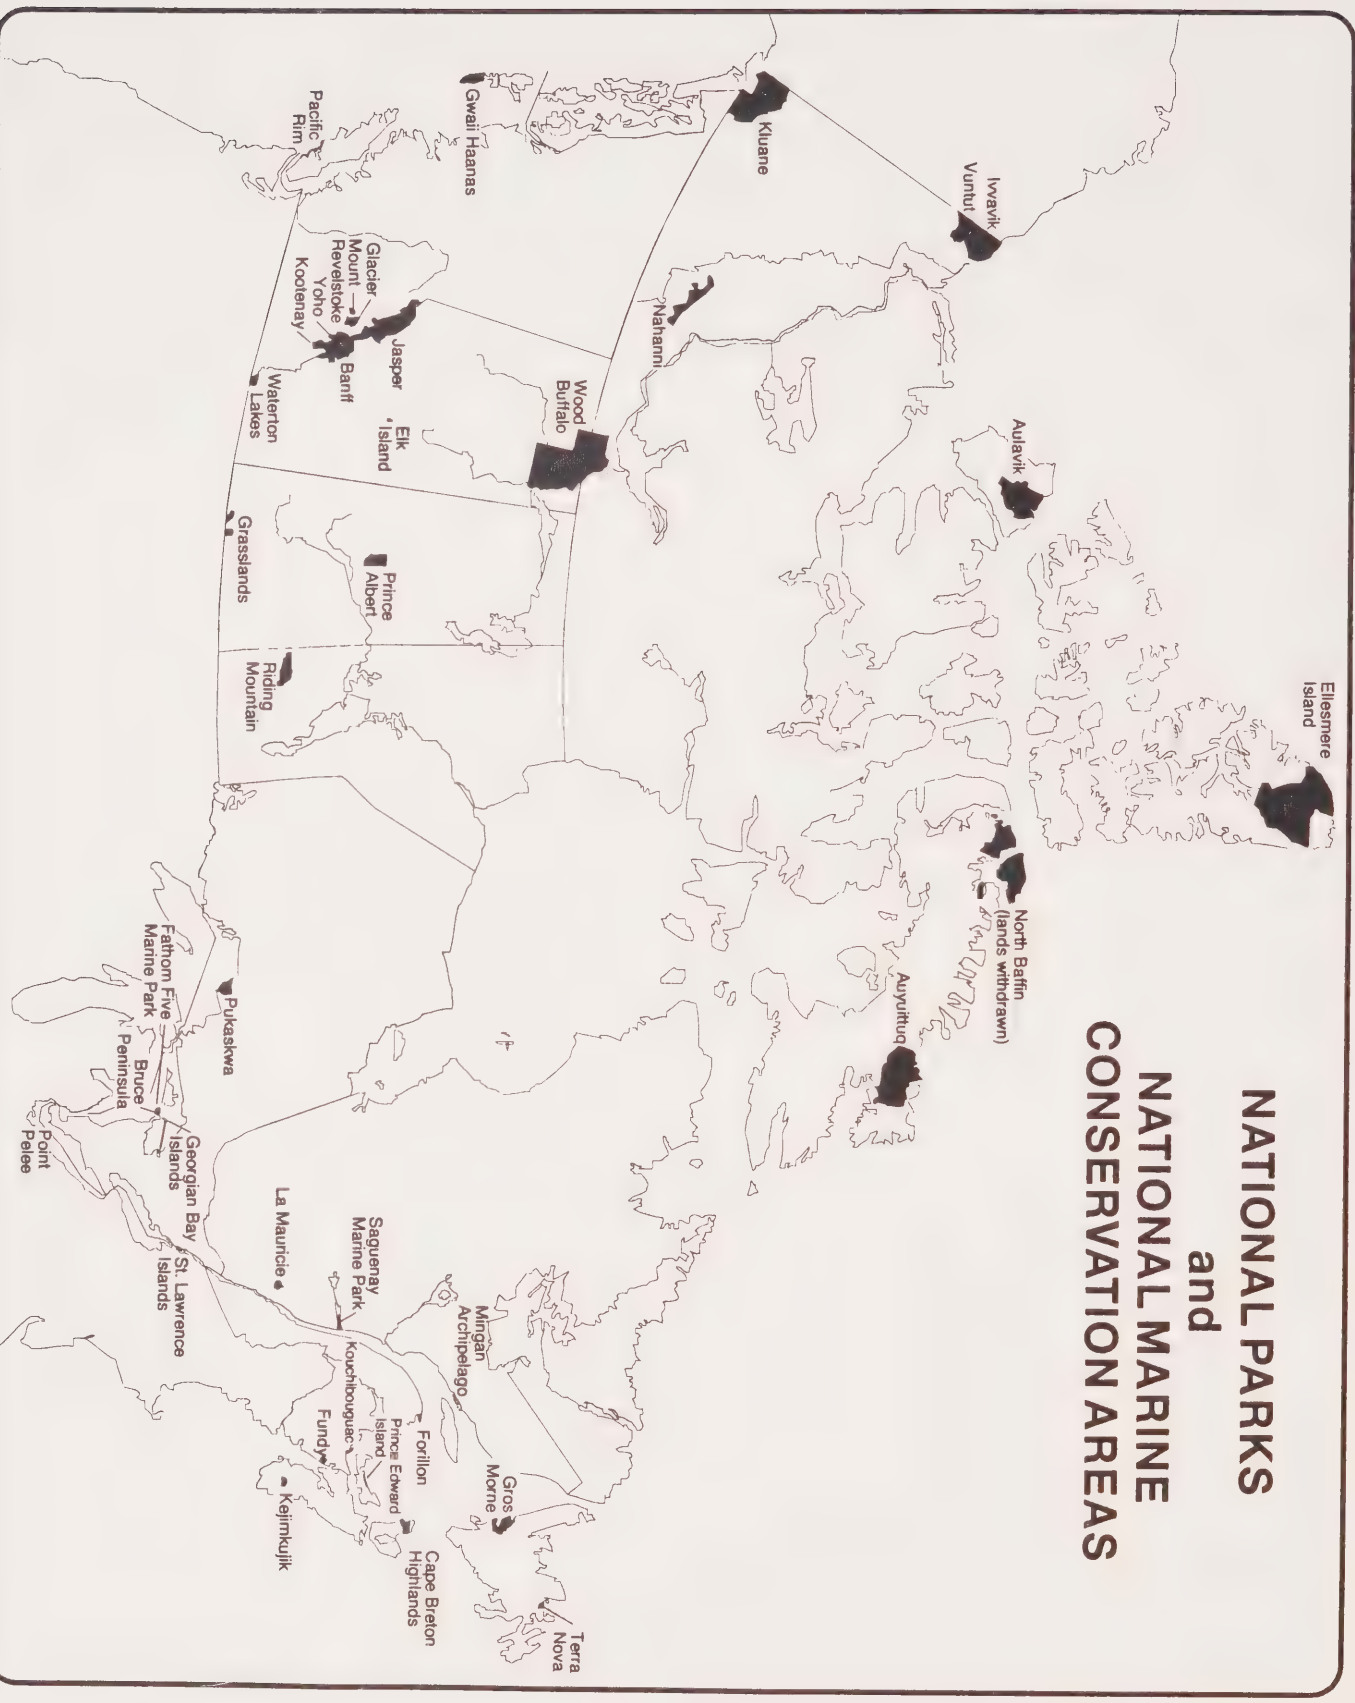 NATIONAL PARKS
and
NATIONAL MARINE
CONSERVATION AREAS
Ellesmere
Island
North Baffin
(lands withdrawn)
Aulavik
Auyuittuq
Ivvavik
Vuntut
Kluane
Nahanni
Wood
Buffalo
Gwaii Haanas
Pacific
Rim
Glacier
Mount
Revelstoke
Yoho
Kootenay
Jasper
Banff
Elk
Island
Waterton
Lakes
Prince
Albert
Grasslands
Riding
Mountain
Pukaskwa
Fathom Five
Marine Park
Bruce
Peninsula
Georgian Bay
Islands
Point
Pelee
St. Lawrence
Islands
La Mauricie
Saguenay
Marine Park
Mingan
Archipelago
Forillon
Kouchibouguac
Prince Edward
Island
Fundy
Kejimkujik
Cape Breton
Highlands
Gros
Morne
Terra
Nova